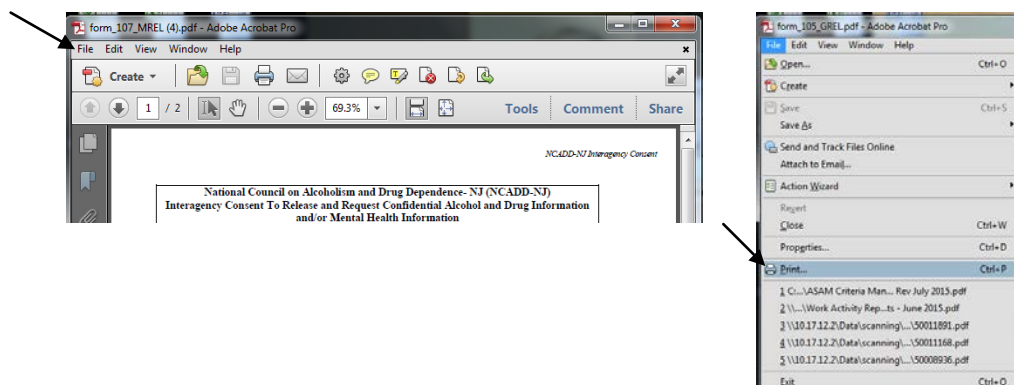 form_107_MREL (4).pdf - Adobe Acrobat Pro
File Edit View Window Help
Create
1 / 2 69.3% Tools Comment Share
NCADD-NJ Interagency Consent
National Council on Alcoholism and Drug Dependence- NJ (NCADD-NJ)
Interagency Consent To Release and Request Confidential Alcohol and Drug Information
and/or Mental Health Information
form_105_GREL.pdf - Adobe Acrobat Pro
File Edit View Window Help
Open... Ctrl+O
Create
Save Ctrl+S
Save As
Send and Track Files Online
Attach to Email...
Action Wizard
Revert
Close Ctrl+W
Properties... Ctrl+D
Print... Ctrl+P
1 C:...\ASAM Criteria Man... Rev July 2015.pdf
2 \\...\Work Activity Rep...ts - June 2015.pdf
3 \\10.17.12.2\Data\scanning\...\50011891.pdf
4 \\10.17.12.2\Data\scanning\...\50011168.pdf
5 \\10.17.12.2\Data\scanning\...\50008936.pdf
Exit Ctrl+Q